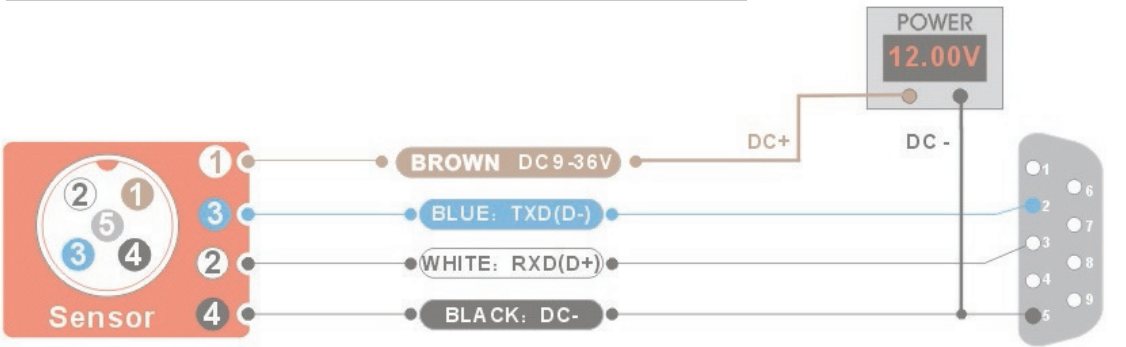 POWER
12.00V
DC+
DC -
1
BROWN DC9-36V
2
1
3
BLUE: TXD(D-)
5
3
4
2
WHITE: RXD(D+)
Sensor
4
BLACK: DC-
1
6
2
7
3
8
4
9
5